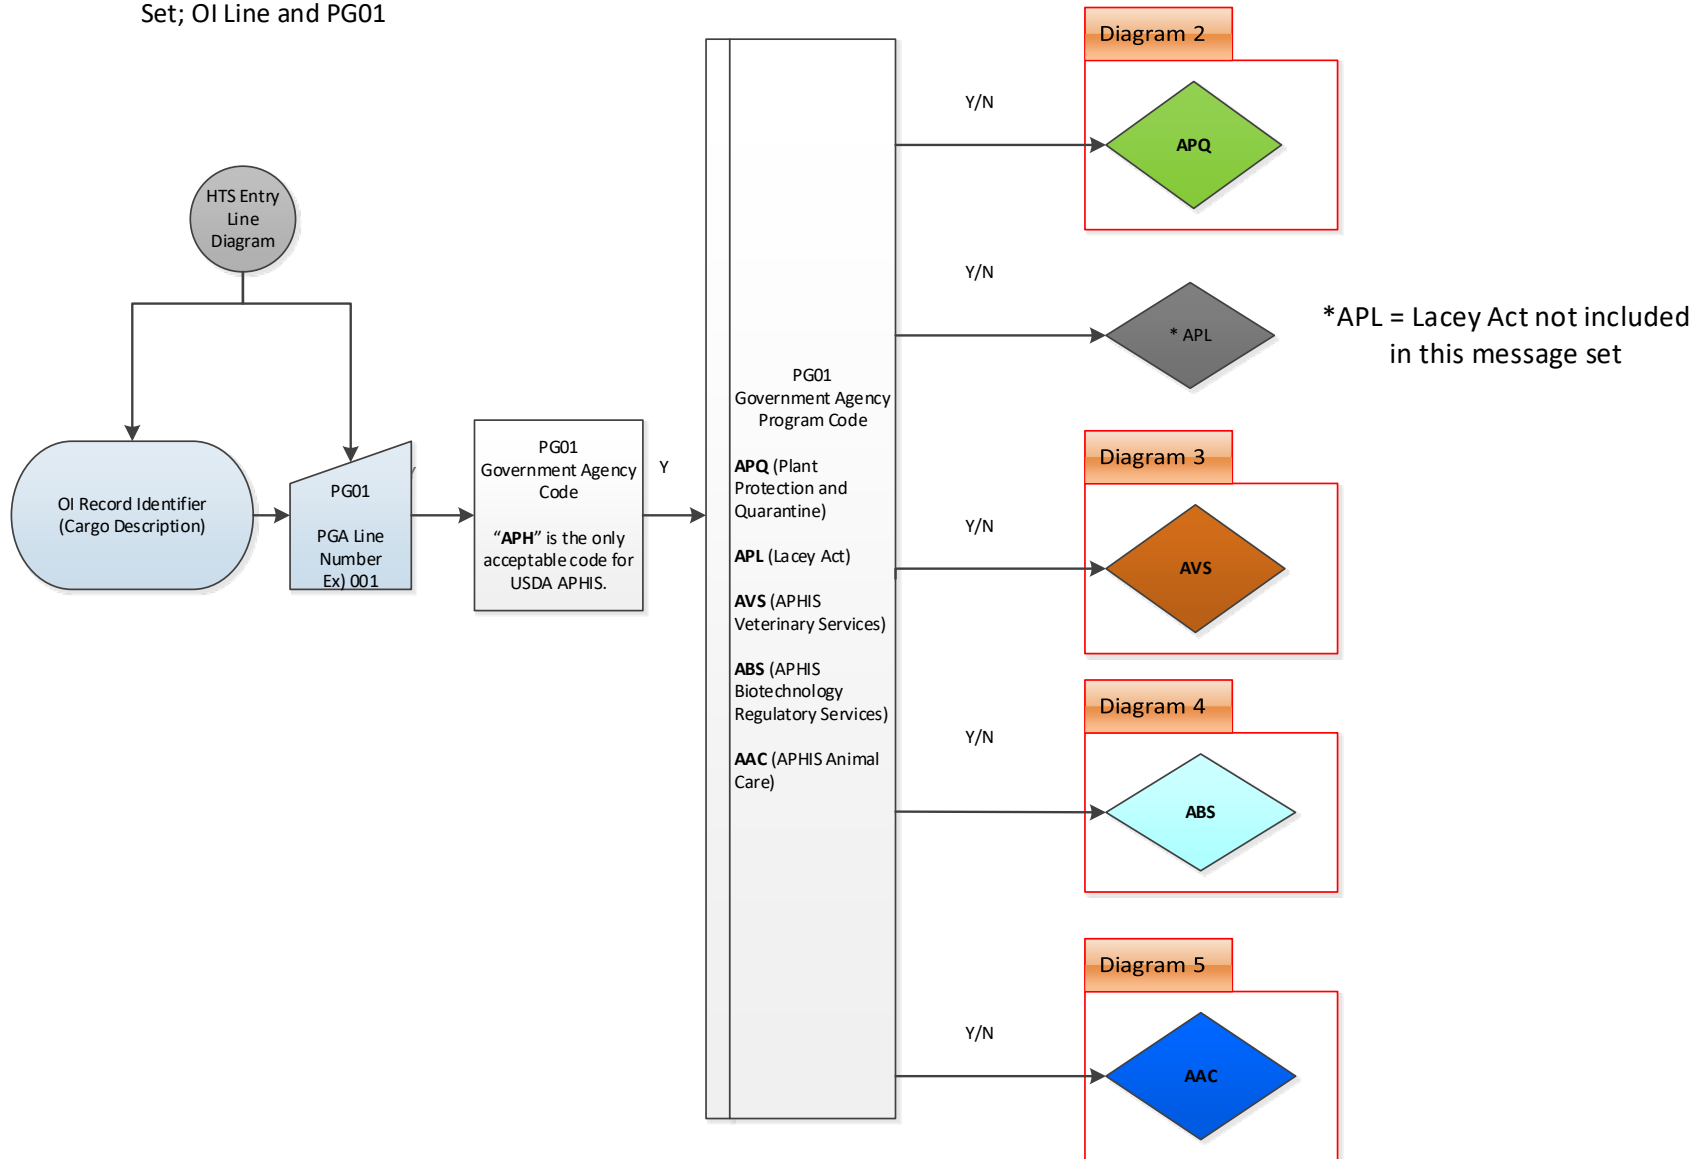 Set; OI Line and PG01
HTS Entry
Line
Diagram
OI Record Identifier
(Cargo Description)
PG01
PGA Line
Number
Ex) 001
Y
PG01
Government Agency
Code
“APH” is the only
acceptable code for
USDA APHIS.
Y
PG01
Government Agency
Program Code
APQ (Plant
Protection and
Quarantine)
APL (Lacey Act)
AVS (APHIS
Veterinary Services)
ABS (APHIS
Biotechnology
Regulatory Services)
AAC (APHIS Animal
Care)
Y/N
Diagram 2
APQ
Y/N
* APL
*APL = Lacey Act not included
in this message set
Y/N
Diagram 3
AVS
Y/N
Diagram 4
ABS
Y/N
Diagram 5
AAC